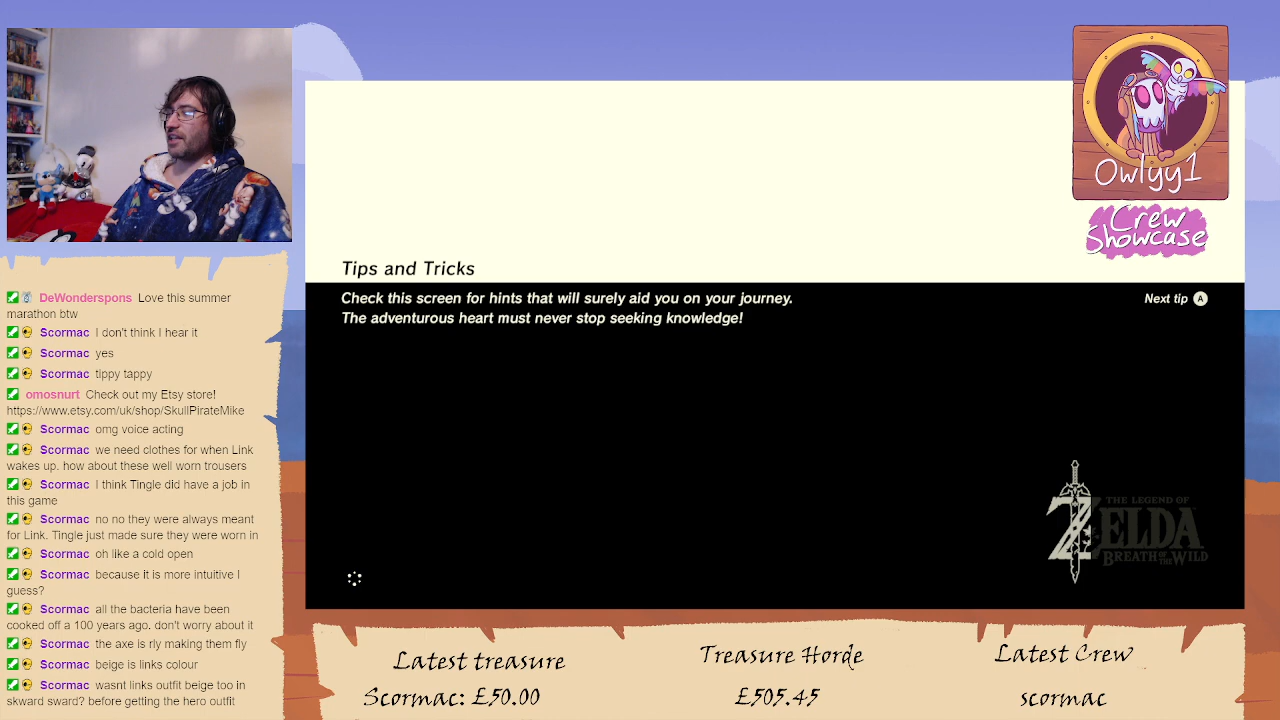 Owlyy1
Crew
Showcase
Tips and Tricks
Check this screen for hints that will surely aid you on your journey.
The adventurous heart must never stop seeking knowledge!
Next tip A
THE LEGEND OF
ZELDA
BREATH OF THE WILD
DeWonderspons Love this summer
marathon btw
Scormac I don't think I hear it
Scormac yes
Scormac tippy tappy
omosnurt Check out my Etsy store!
https://www.etsy.com/uk/shop/SkullPirateMike
Scormac omg voice acting
Scormac we need clothes for when Link
wakes up. how about these well worn trousers
Scormac I think Tingle did have a job in
this game
Scormac no no they were always meant
for Link. Tingle just made sure they were worn in
Scormac oh like a cold open
Scormac because it is more intuitive I
guess?
Scormac all the bacteria have been
cooked off a 100 years ago. don't worry about it
Scormac the axe is rly making them fly
Scormac beige is links colour
Scormac wasnt links outfit beige too in
skward sward? before getting the hero outfit
Latest treasure
Scormac: £50.00
Treasure Horde
£505.45
Latest Crew
scormac